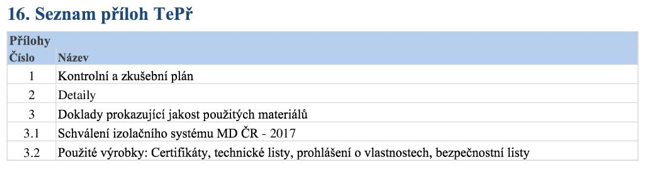 16. Seznam příloh TePř
Přílohy
Číslo Název
1 Kontrolní a zkušební plán
2 Detaily
3 Doklady prokazující jakost použitých materiálů
3.1 Schválení izolačního systému MD ČR - 2017
3.2 Použité výrobky: Certifikáty, technické listy, prohlášení o vlastnostech, bezpečnostní listy